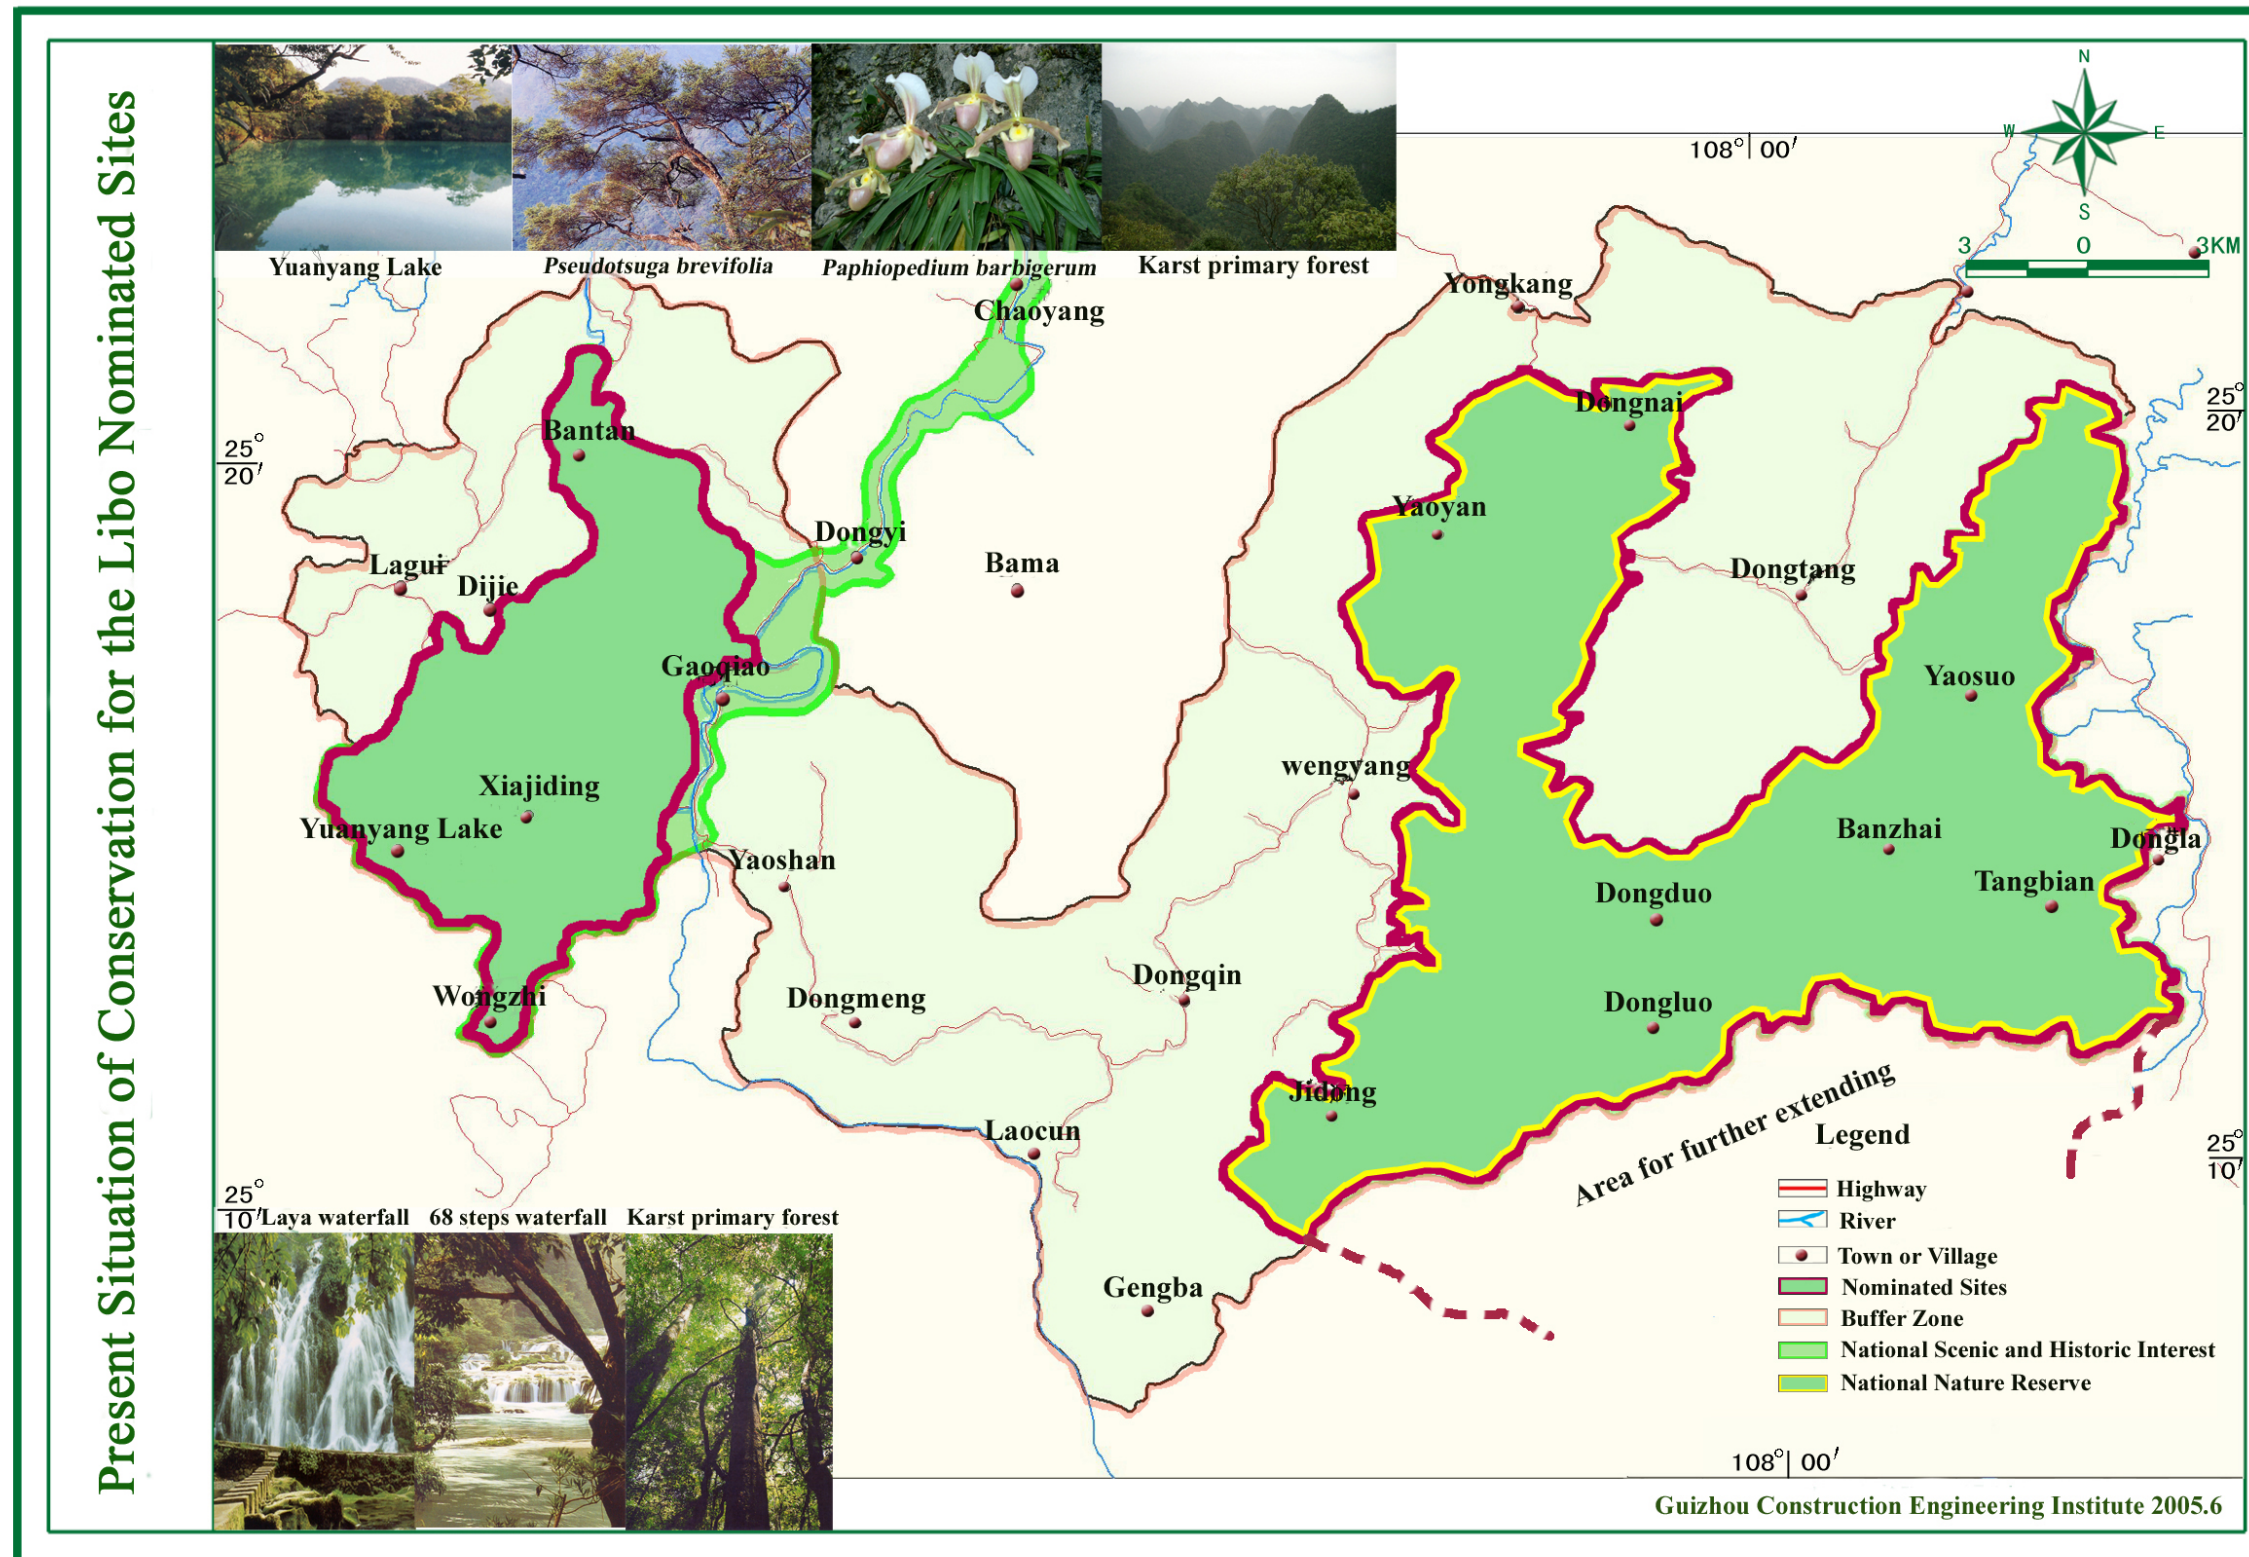 Present Situation of Conservation for the Libo Nominated Sites
Yuanyang Lake
Pseudotsuga brevifolia
Paphiopedium barbigerum
Karst primary forest
N
W
E
S
3 0 3KM
108° 00′
25° 20′
25° 20′
Chaoyang
Yongkang
Bantan
Dongnai
Yaoyan
Dongyi
Bama
Lagui
Dijie
Dongtang
Gaoqiao
Yaosuo
wengyang
Xiajiding
Yuanyang Lake
Banzhai
Dongla
Yaoshan
Tangbian
Dongduo
Dongqin
Wongzhi
Dongmeng
Dongluo
Jidong
Laocun
Gengba
Area for further extending
25° 10′
25° 10′
Laya waterfall
68 steps waterfall
Karst primary forest
Legend
Highway
River
Town or Village
Nominated Sites
Buffer Zone
National Scenic and Historic Interest
National Nature Reserve
108° 00′
Guizhou Construction Engineering Institute 2005.6